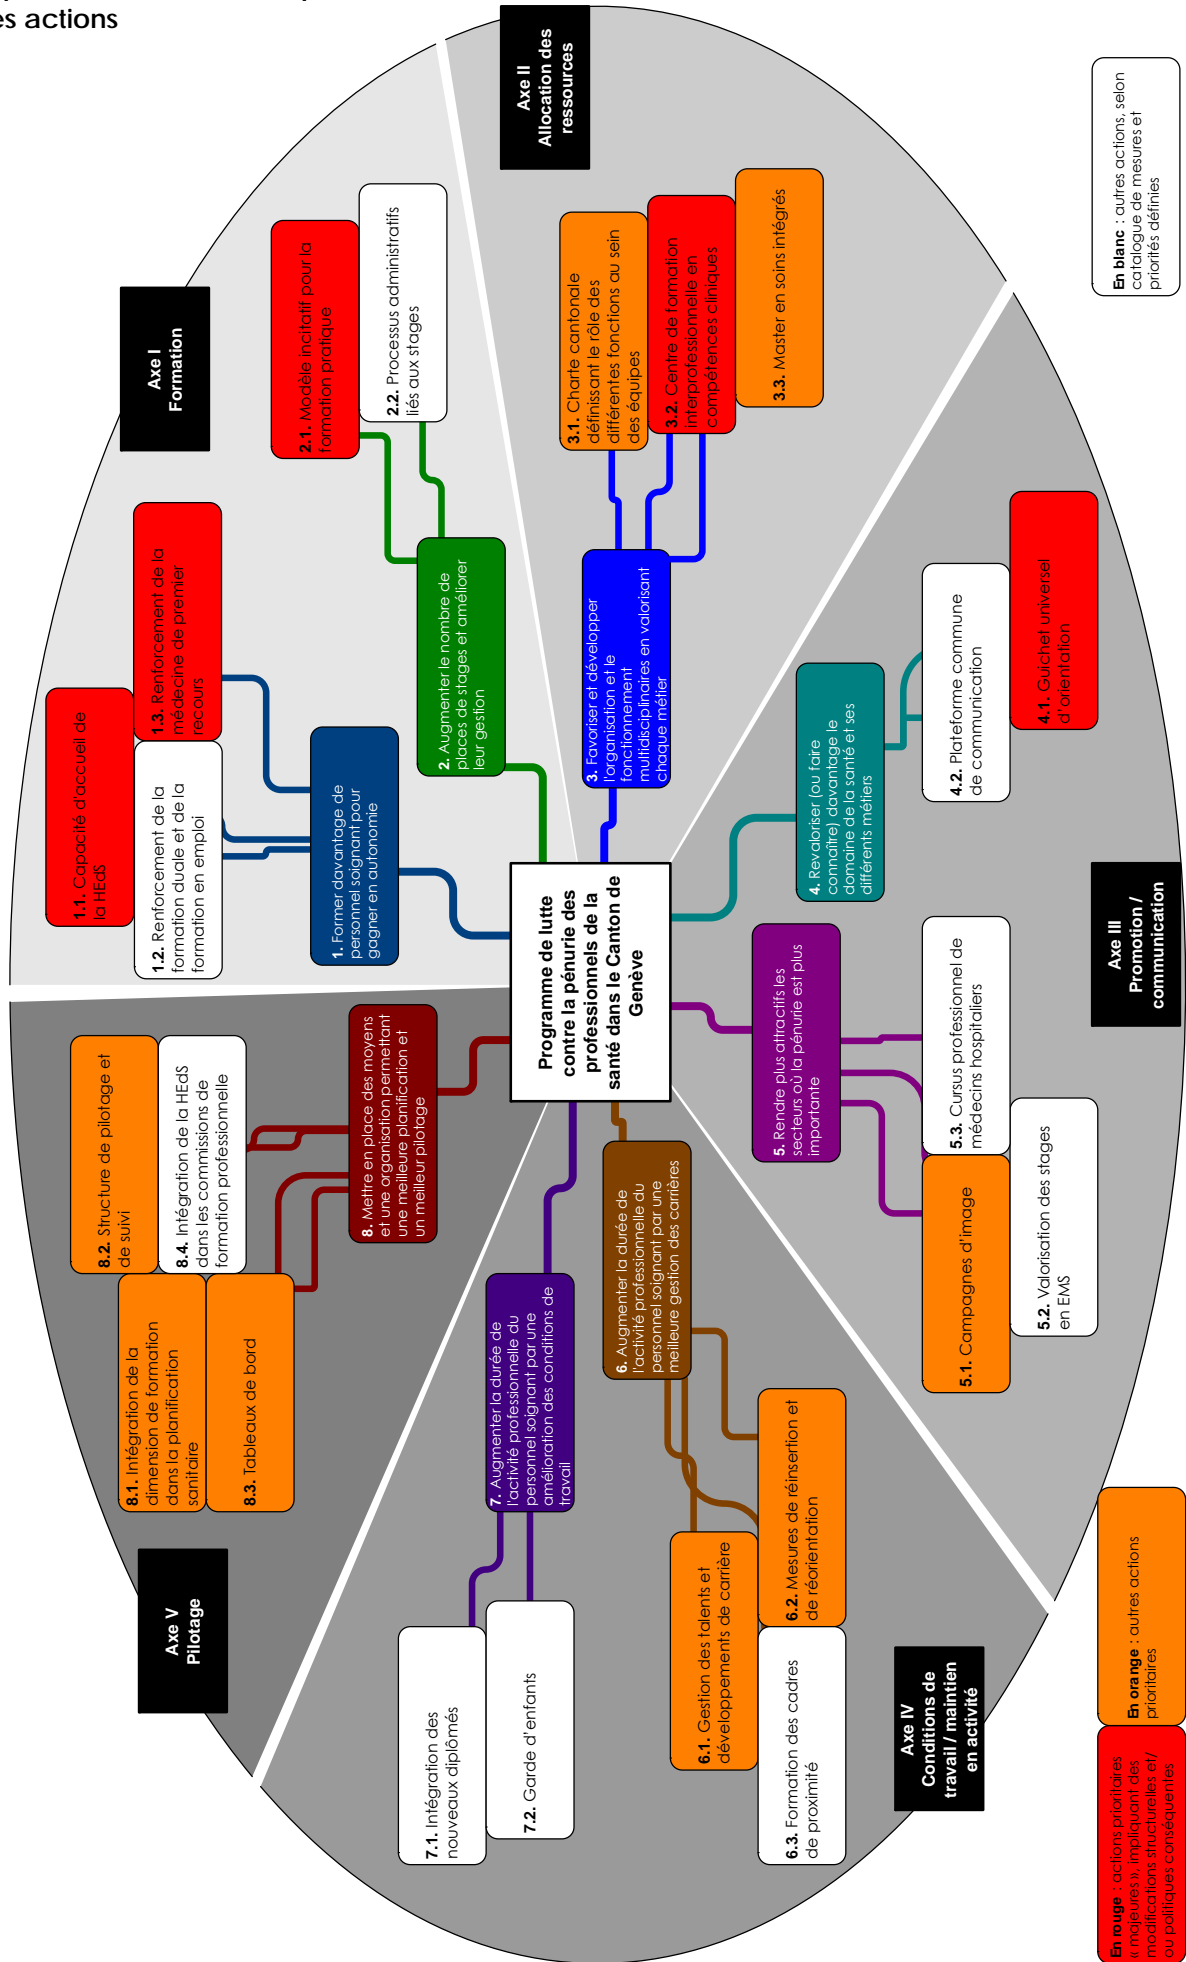 es actions
Axe I
Formation
1.1. Capacité d'accueil de
la HEdS
1.2. Renforcement de la
formation duale et de la
formation en emploi
1.3. Renforcement de la
médecine de premier
recours
1. Former davantage de
personnel soignant pour
gagner en autonomie
2.1. Modèle incitatif pour la
formation pratique
2.2. Processus administratifs
liés aux stages
2. Augmenter le nombre de
places de stages et améliorer
leur gestion
Axe II
Allocation des
ressources
3.1. Charte cantonale
définissant le rôle des
différentes fonctions au sein
des équipes
3.2. Centre de formation
interprofessionnelle en
compétences cliniques
3.3. Master en soins intégrés
3. Favoriser et développer
l'organisation et le
fonctionnement
multidisciplinaires en valorisant
chaque métier
Programme de lutte
contre la pénurie des
professionnels de la
santé dans le Canton de
Genève
4. Revaloriser (ou faire
connaître) davantage le
domaine de la santé et ses
différents métiers
4.2. Plateforme commune
de communication
4.1. Guichet universel
d'orientation
Axe III
Promotion /
communication
5. Rendre plus attractifs les
secteurs où la pénurie est plus
importante
5.3. Cursus professionnel de
médecins hospitaliers
5.1. Campagnes d'image
5.2. Valorisation des stages
en EMS
6. Augmenter la durée de
l'activité professionnelle du
personnel soignant par une
meilleure gestion des carrières
6.1. Gestion des talents et
développements de carrière
6.2. Mesures de réinsertion et
de réorientation
6.3. Formation des cadres
de proximité
Axe IV
Conditions de
travail / maintien
en activité
7. Augmenter la durée de
l'activité professionnelle du
personnel soignant par une
amélioration des conditions de
travail
7.1. Intégration des
nouveaux diplômés
7.2. Garde d'enfants
Axe V
Pilotage
8. Mettre en place des moyens
et une organisation permettant
une meilleure planification et
un meilleur pilotage
8.2. Structure de pilotage et
de suivi
8.4. Intégration de la HEdS
dans les commissions de
formation professionnelle
8.1. Intégration de la
dimension de formation
dans la planification
sanitaire
8.3. Tableaux de bord
En rouge : actions prioritaires
« majeures », impliquant des
modifications structurelles et/
ou politiques conséquentes
En orange : autres actions
prioritaires
En blanc : autres actions, selon
catalogue de mesures et
priorités définies